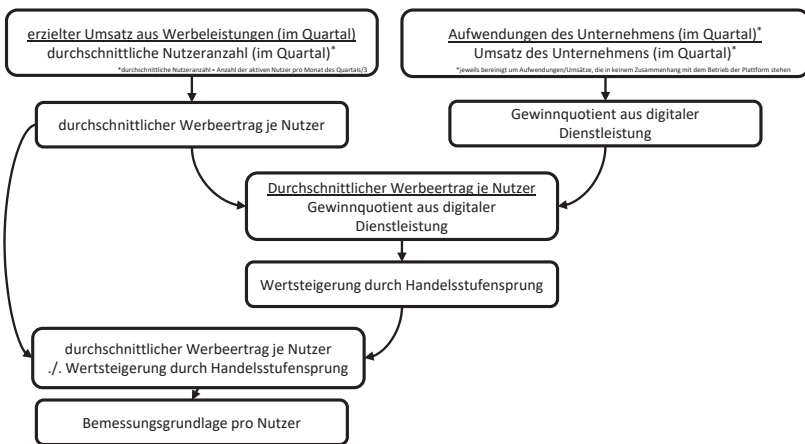 erzielter Umsatz aus Werbeleistungen (im Quartal)
durchschnittliche Nutzeranzahl (im Quartal)*
*durchschnittliche Nutzeranzahl = Anzahl der aktiven Nutzer pro Monat des Quartals/3
Aufwendungen des Unternehmens (im Quartal)*
Umsatz des Unternehmens (im Quartal)*
*jeweils bereinigt um Aufwendungen/Umsätze, die in keinem Zusammenhang mit dem Betrieb der Plattform stehen
durchschnittlicher Werbeertrag je Nutzer
Gewinnquotient aus digitaler
Dienstleistung
Durchschnittlicher Werbeertrag je Nutzer
Gewinnquotient aus digitaler
Dienstleistung
Wertsteigerung durch Handelsstufensprung
durchschnittlicher Werbeertrag je Nutzer
./. Wertsteigerung durch Handelsstufensprung
Bemessungsgrundlage pro Nutzer